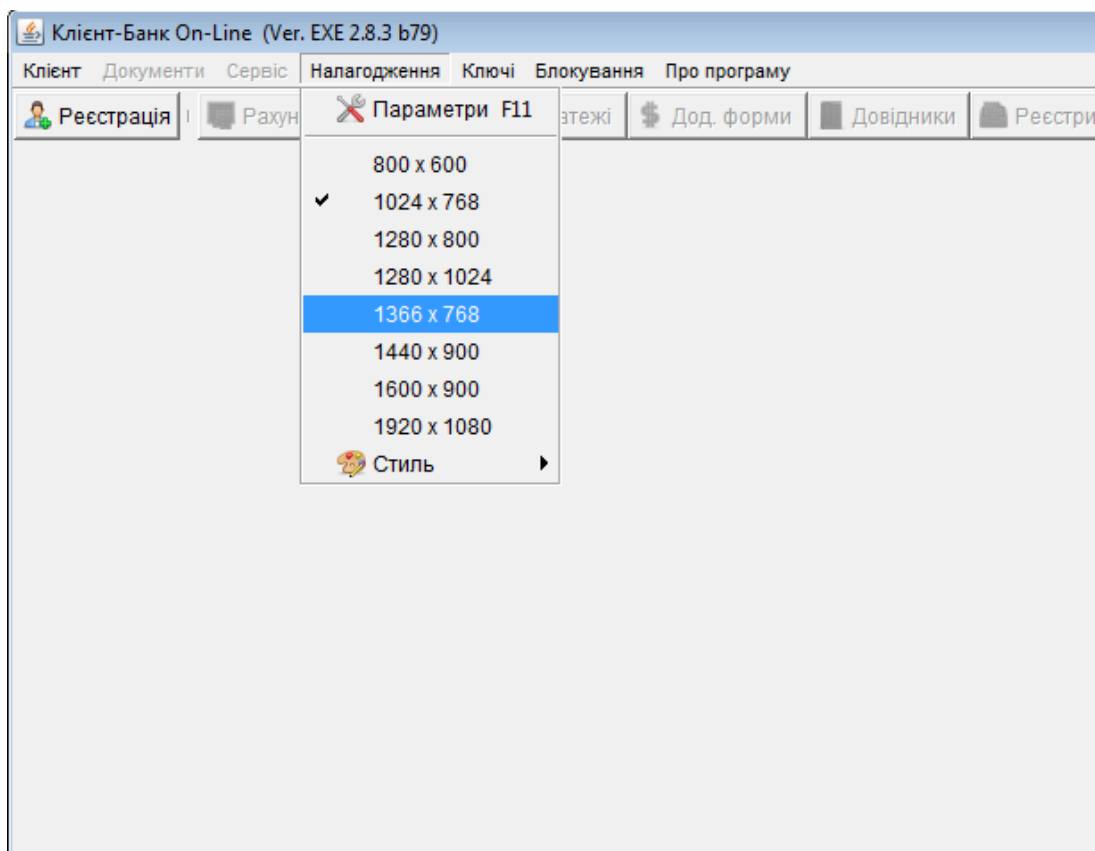 Клієнт-Банк On-Line (Ver. EXE 2.8.3 b79)
Клієнт Документи Сервіс Налагодження Ключі Блокування Про програму
Реєстрація Дод. форми Довідники Реєстри
Параметри F11
800 x 600
1024 x 768
1280 x 800
1280 x 1024
1366 x 768
1440 x 900
1600 x 900
1920 x 1080
Стиль